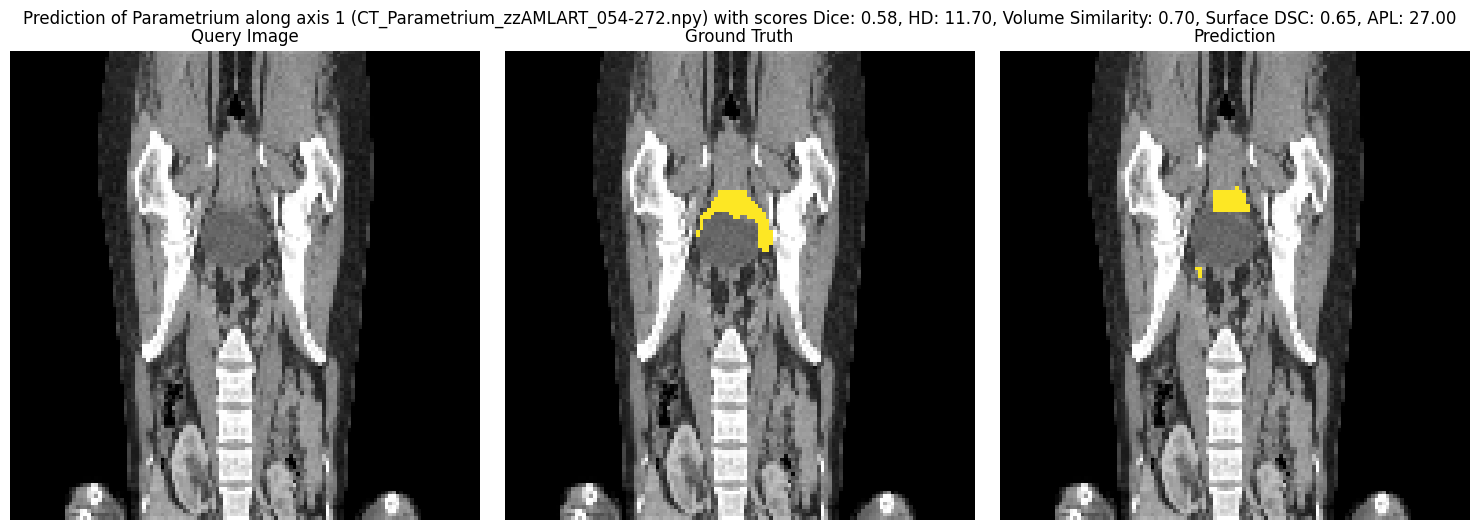 Prediction of Parametrium along axis 1 (CT_Parametrium_zzAMLART_054-272.npy) with scores Dice: 0.58, HD: 11.70, Volume Similarity: 0.70, Surface DSC: 0.65, APL: 27.00
Query Image
Ground Truth
Prediction